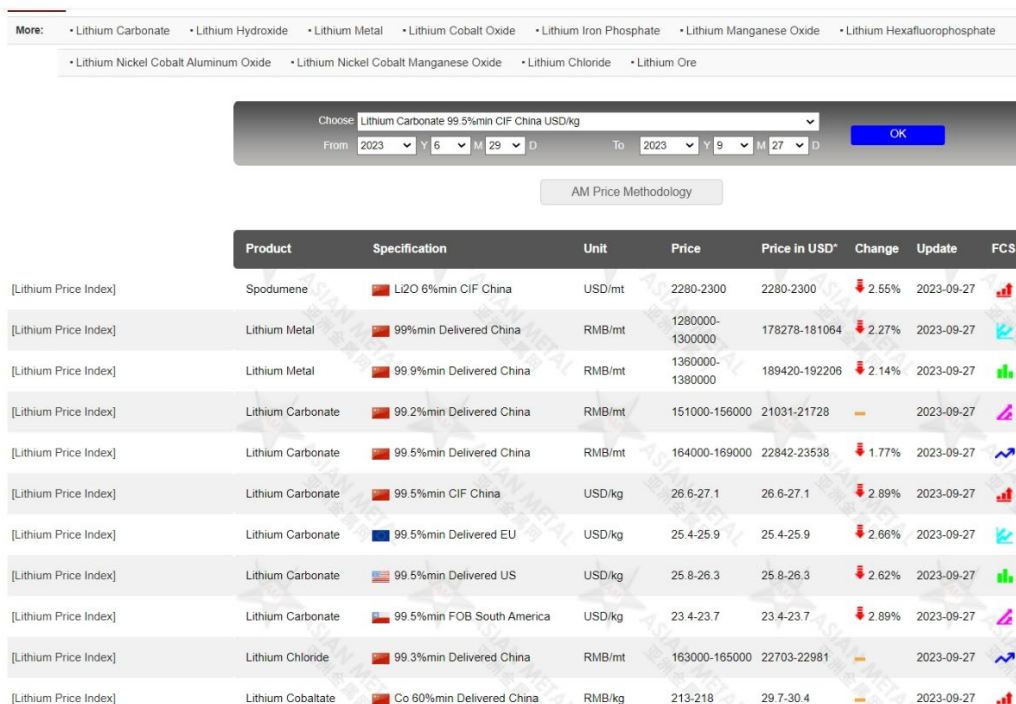 More: • Lithium Carbonate • Lithium Hydroxide • Lithium Metal • Lithium Cobalt Oxide • Lithium Iron Phosphate • Lithium Manganese Oxide • Lithium Hexafluorophosphate
• Lithium Nickel Cobalt Aluminum Oxide • Lithium Nickel Cobalt Manganese Oxide • Lithium Chloride • Lithium Ore
Choose Lithium Carbonate 99.5%min CIF China USD/kg
OK
From 2023 Y 6 M 29 D To 2023 Y 9 M 27 D
AM Price Methodology
Product Specification Unit Price Price in USD* Change Update FCS
[Lithium Price Index] Spodumene Li2O 6%min CIF China USD/mt 2280-2300 2280-2300 2.55% 2023-09-27
[Lithium Price Index] Lithium Metal 99%min Delivered China RMB/mt 1280000-1300000 178278-181064 2.27% 2023-09-27
[Lithium Price Index] Lithium Metal 99.9%min Delivered China RMB/mt 1360000-1380000 189420-192206 2.14% 2023-09-27
[Lithium Price Index] Lithium Carbonate 99.2%min Delivered China RMB/mt 151000-156000 21031-21728 2023-09-27
[Lithium Price Index] Lithium Carbonate 99.5%min Delivered China RMB/mt 164000-169000 22842-23538 1.77% 2023-09-27
[Lithium Price Index] Lithium Carbonate 99.5%min CIF China USD/kg 26.6-27.1 26.6-27.1 2.89% 2023-09-27
[Lithium Price Index] Lithium Carbonate 99.5%min Delivered EU USD/kg 25.4-25.9 25.4-25.9 2.66% 2023-09-27
[Lithium Price Index] Lithium Carbonate 99.5%min Delivered US USD/kg 25.8-26.3 25.8-26.3 2.62% 2023-09-27
[Lithium Price Index] Lithium Carbonate 99.5%min FOB South America USD/kg 23.4-23.7 23.4-23.7 2.89% 2023-09-27
[Lithium Price Index] Lithium Chloride 99.3%min Delivered China RMB/mt 163000-165000 22703-22981 2023-09-27
[Lithium Price Index] Lithium Cobaltate Co 60%min Delivered China RMB/kg 213-218 29.7-30.4 2023-09-27
ASIAN METAL
亚洲金属网